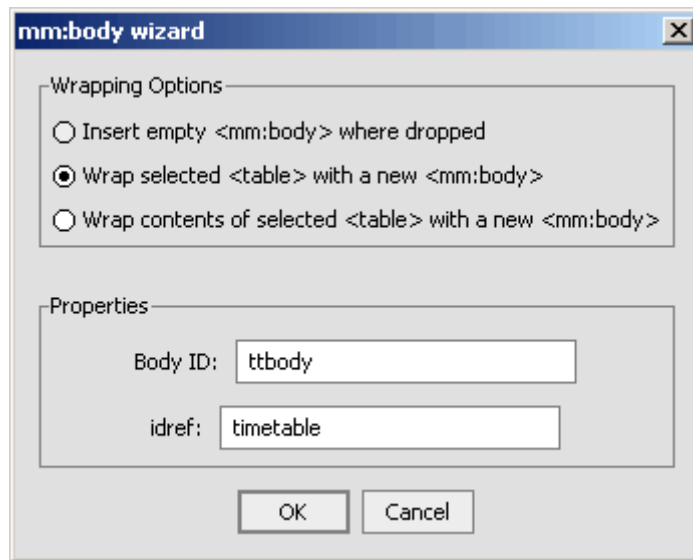 mm:body wizard
Wrapping Options
Insert empty <mm:body> where dropped
Wrap selected <table> with a new <mm:body>
Wrap contents of selected <table> with a new <mm:body>
Properties
Body ID: ttbody
idref: timetable
OK Cancel